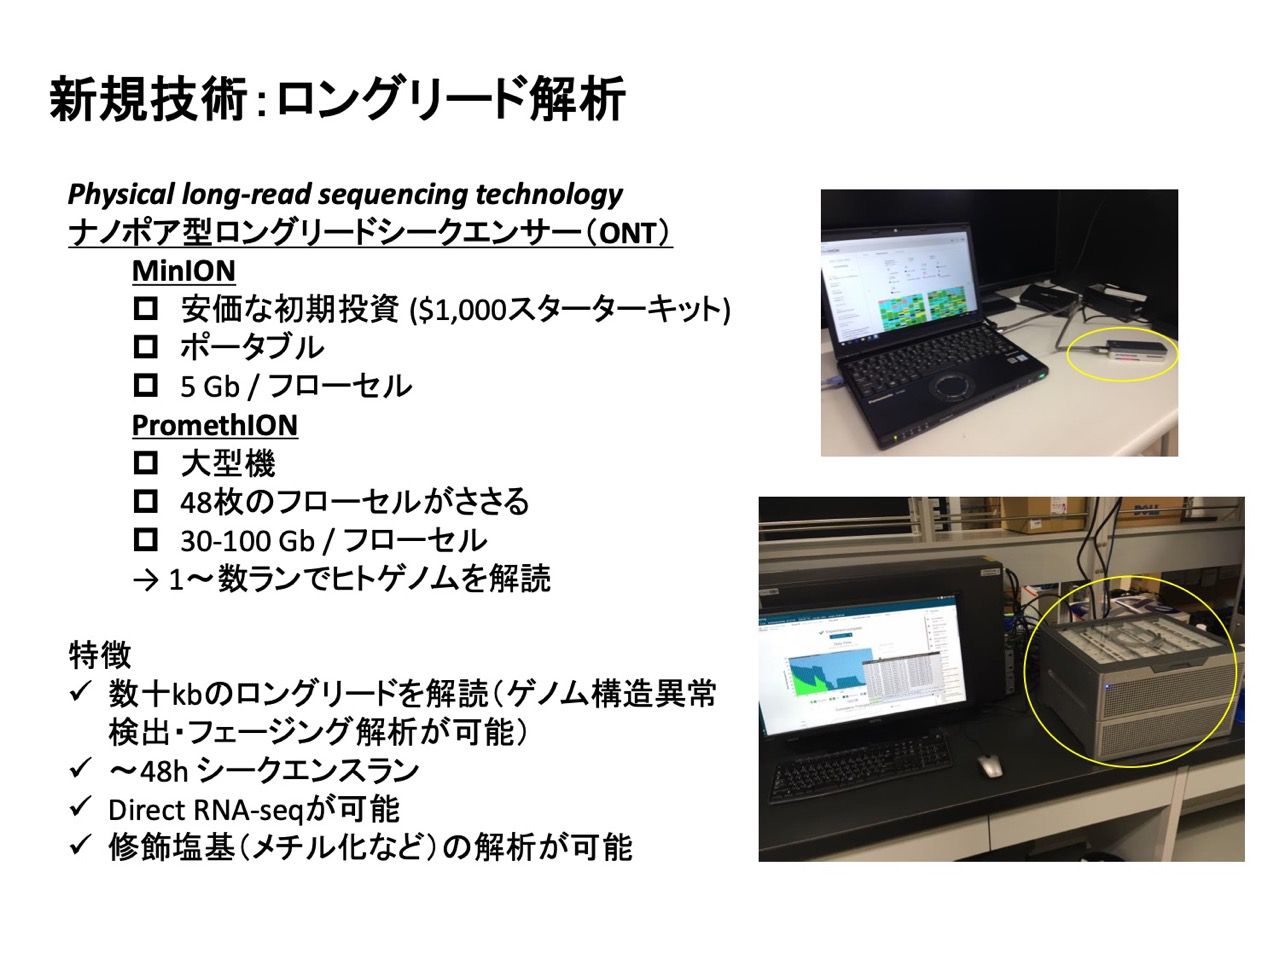 新規技術：ロングリード解析
Physical long-read sequencing technology
ナノポア型ロングリードシークエンサー（ONT）
MinION
安価な初期投資 ($1,000スターターキット)
ポータブル
5 Gb / フローセル
PromethION
大型機
48枚のフローセルがささる
30-100 Gb / フローセル
→ 1～数ランでヒトゲノムを解読
特徴
✓ 数十kbのロングリードを解読（ゲノム構造異常
検出・フェージング解析が可能）
✓ ～48h シークエンスラン
✓ Direct RNA-seqが可能
✓ 修飾塩基（メチル化など）の解析が可能
Panasonic
DELL